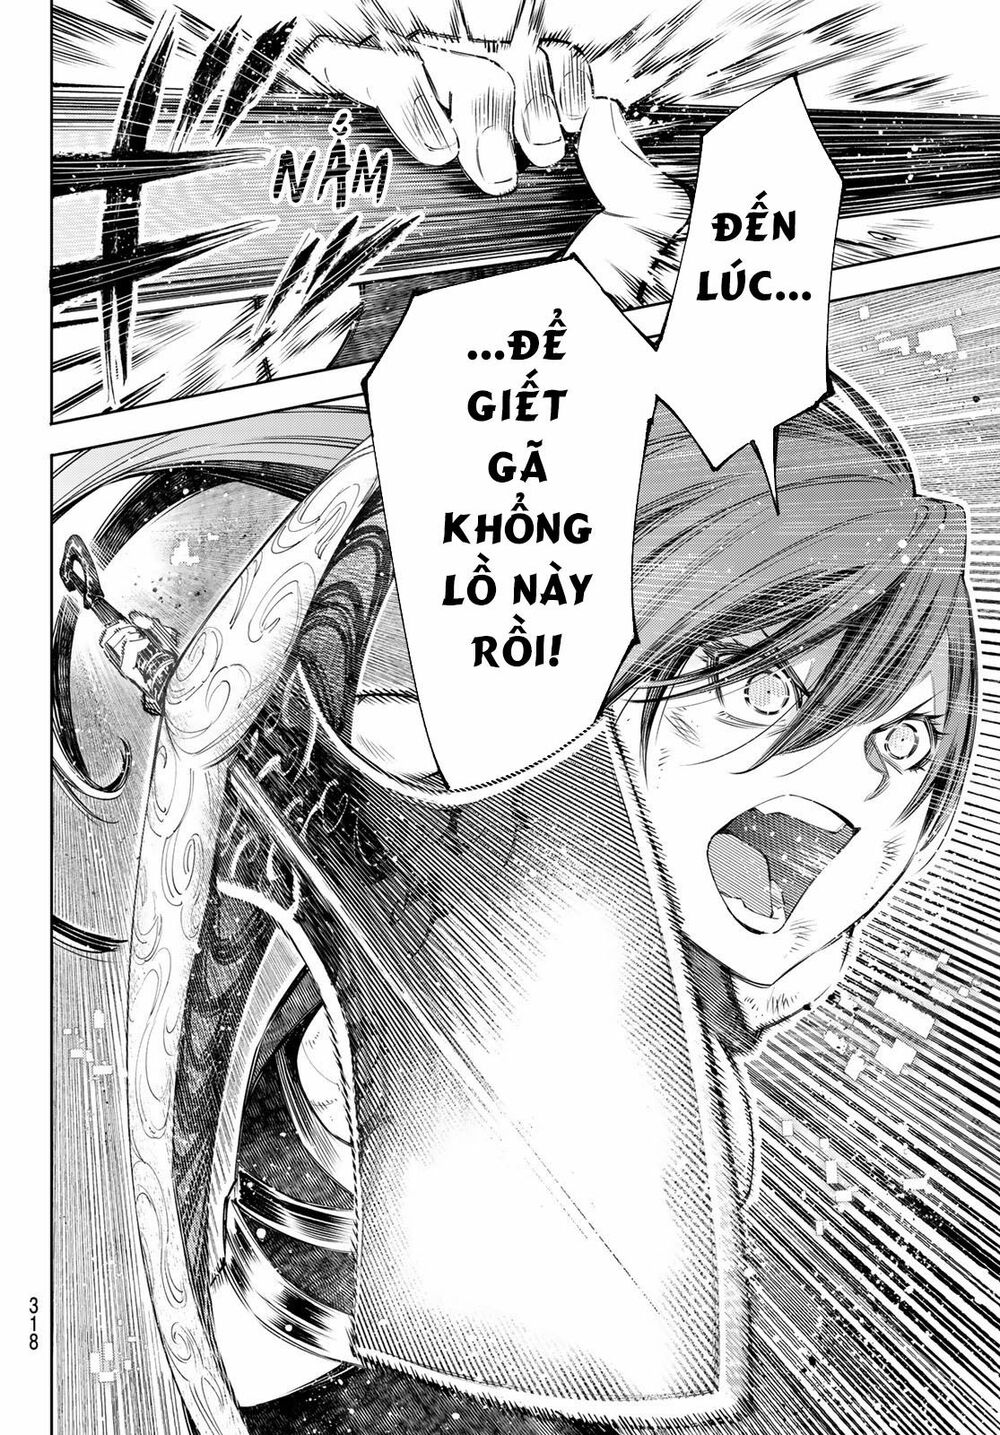 NẮM
ĐẾN
LÚC...
...ĐỂ
GIẾT
GÃ
KHỔNG
LỒ NÀY
RỒI!
318